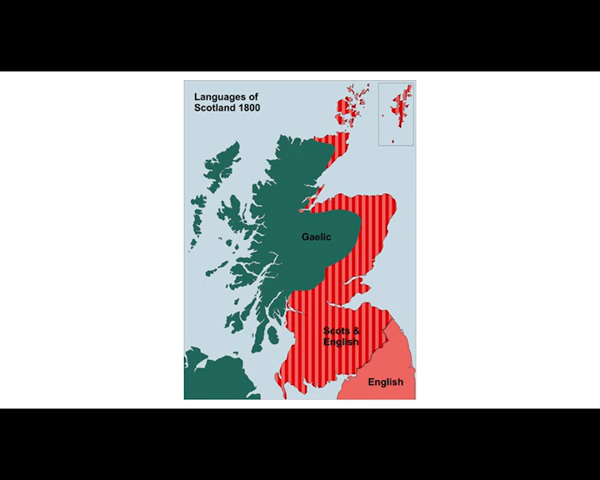 Languages of
Scotland 1800
Gaelic
Scots &
English
English